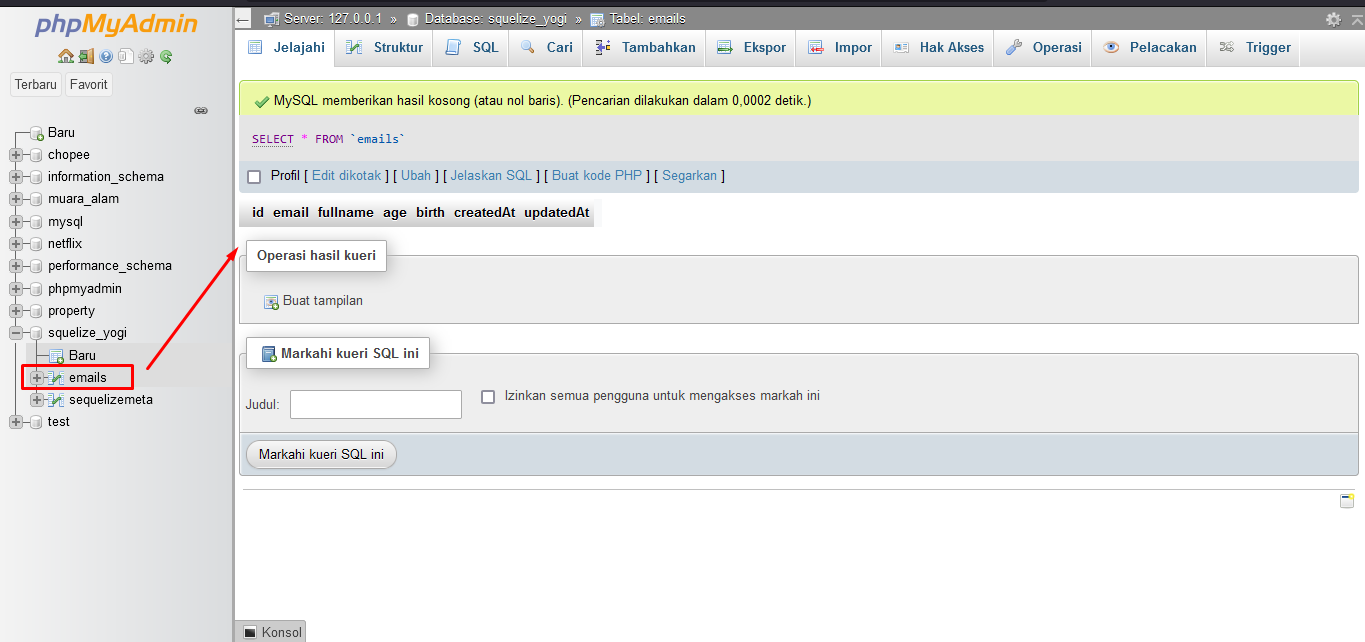 phpMyAdmin
Terbaru Favorit
Baru
chopee
information_schema
muara_alam
mysql
netflix
performance_schema
phpmyadmin
property
squelize_yogi
Baru
emails
sequelizemeta
test
Server: 127.0.0.1 » Database: squelize_yogi » Tabel: emails
Jelajahi Struktur SQL Cari Tambahkan Ekspor Impor Hak Akses Operasi Pelacakan Trigger
MySQL memberikan hasil kosong (atau nol baris). (Pencarian dilakukan dalam 0,0002 detik.)
SELECT * FROM `emails`
Profil [ Edit dikotak ] [ Ubah ] [ Jelaskan SQL ] [ Buat kode PHP ] [ Segarkan ]
id email fullname age birth createdAt updatedAt
Operasi hasil kueri
Buat tampilan
Markahi kueri SQL ini
Judul: Izinkan semua pengguna untuk mengakses markah ini
Markahi kueri SQL ini
Konsol